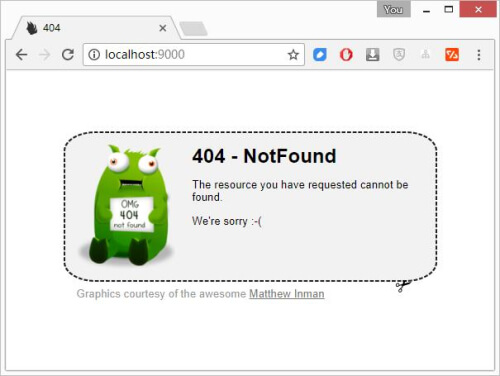 You
404
localhost:9000
404 - NotFound
The resource you have requested cannot be
found.
We're sorry :-(
OMG
404
not found
Graphics courtesy of the awesome Matthew Inman